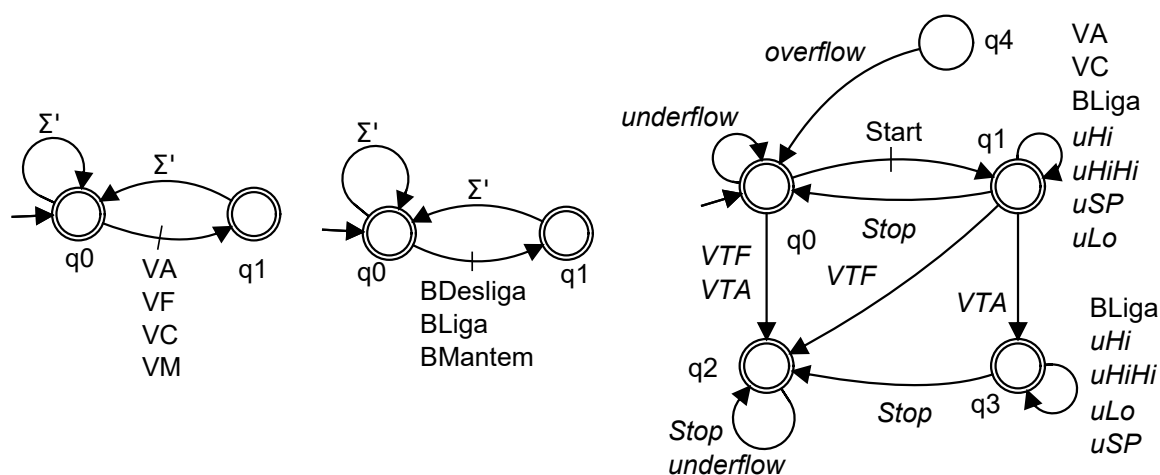 Σ'
Σ'
q0
q1
VA
VF
VC
VM
Σ'
Σ'
q0
q1
BDesliga
BLiga
BMantem
overflow
q4
underflow
Start
q1
VA
VC
BLiga
uHi
uHiHi
uSP
uLo
q0
Stop
VTF
VTA
VTF
VTA
q2
Stop
underflow
Stop
q3
BLiga
uHi
uHiHi
uLo
uSP